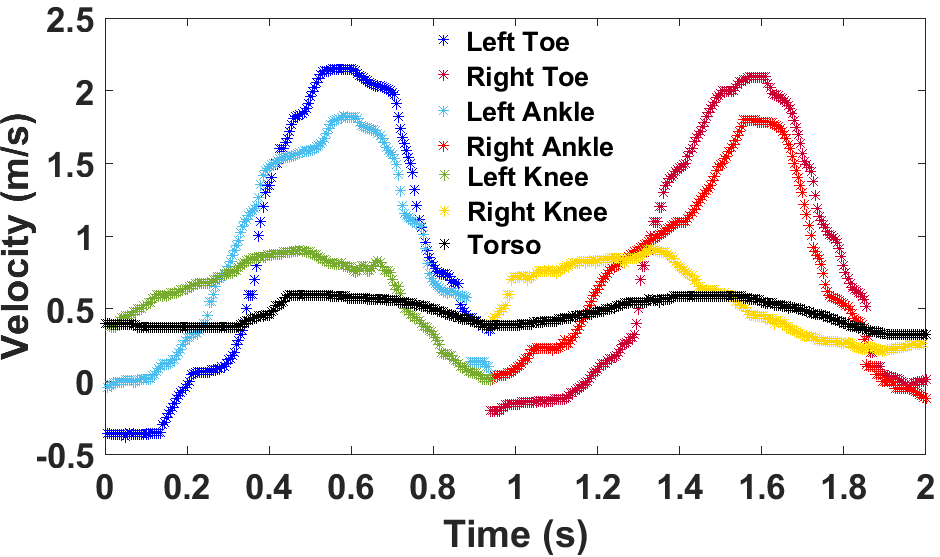 2.5
2
1.5
1
0.5
0
-0.5
Velocity (m/s)
Left Toe
Right Toe
Left Ankle
Right Ankle
Left Knee
Right Knee
Torso
0 0.2 0.4 0.6 0.8 1 1.2 1.4 1.6 1.8 2
Time (s)